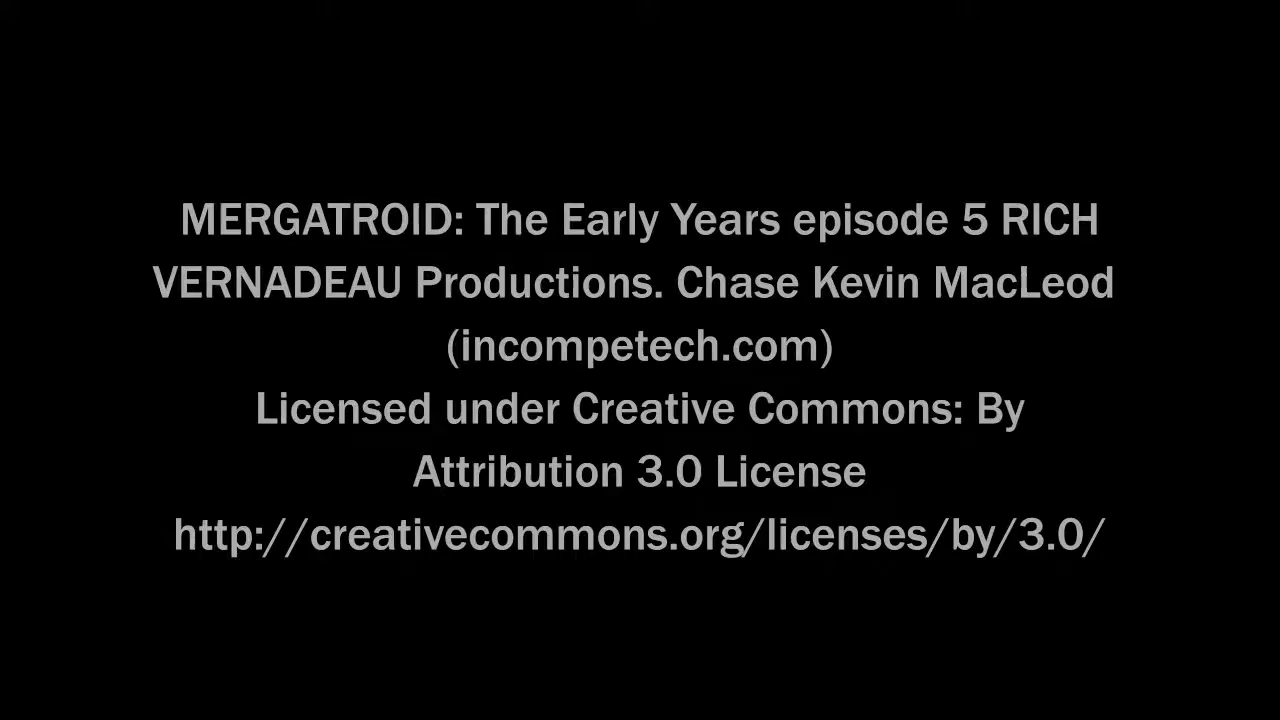 MERGATROID: The Early Years episode 5 RICH
VERNADEAU Productions. Chase Kevin MacLeod
(incompetech.com)
Licensed under Creative Commons: By
Attribution 3.0 License
http://creativecommons.org/licenses/by/3.0/